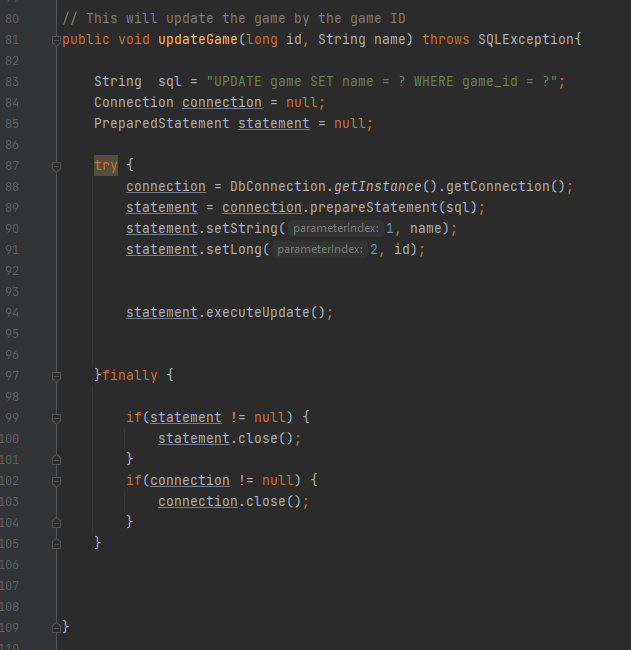 80 // This will update the game by the game ID
81 public void updateGame(long id, String name) throws SQLException{
82
83 String  sql = "UPDATE game SET name = ? WHERE game_id = ?";
84 Connection connection = null;
85 PreparedStatement statement = null;
86
87 try {
88 connection = DbConnection.getInstance().getConnection();
89 statement = connection.prepareStatement(sql);
90 statement.setString( parameterIndex: 1, name);
91 statement.setLong( parameterIndex: 2, id);
92
93
94 statement.executeUpdate();
95
96
97 }finally {
98
99 if(statement != null) {
100 statement.close();
101 }
102 if(connection != null) {
103 connection.close();
104 }
105 }
106
107
108
109 }
110